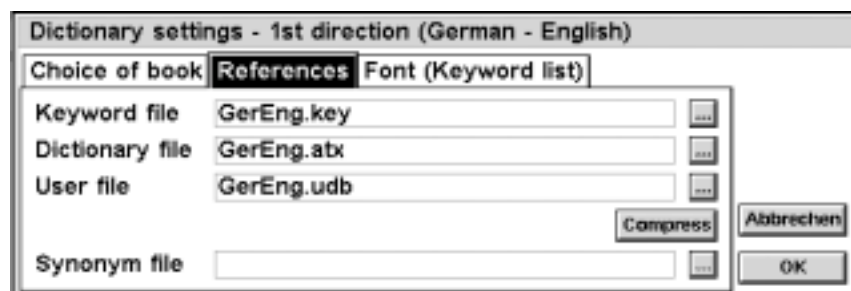 Dictionary settings - 1st direction (German - English)
Choice of book References Font (Keyword list)
Keyword file GerEng.key ...
Dictionary file GerEng.atx ...
User file GerEng.udb ...
Compress Abbrechen
Synonym file ... OK